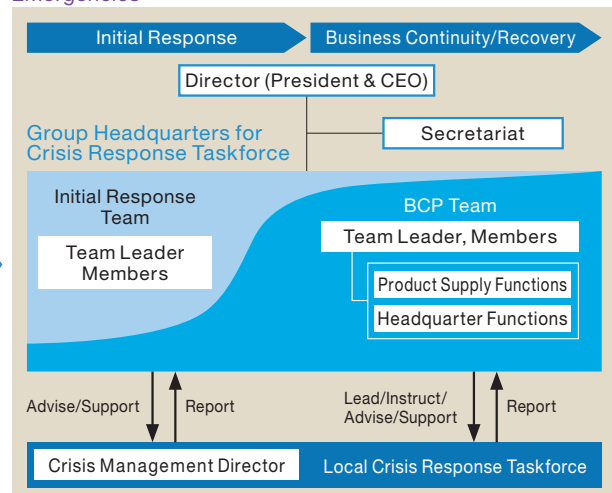 Emergencies
Initial Response
Business Continuity/Recovery
Director (President & CEO)
Group Headquarters for
Crisis Response Taskforce
Secretariat
Initial Response
Team
Team Leader
Members
BCP Team
Team Leader, Members
Product Supply Functions
Headquarter Functions
Advise/Support
Report
Lead/Instruct/
Advise/Support
Report
Crisis Management Director
Local Crisis Response Taskforce